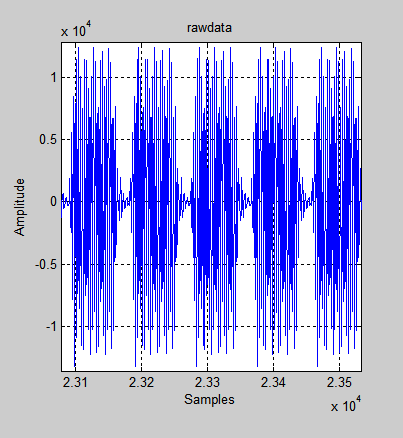 rawdata
x 10^4
1
0.5
0
-0.5
-1
Amplitude
2.31 2.32 2.33 2.34 2.35
Samples
x 10^4